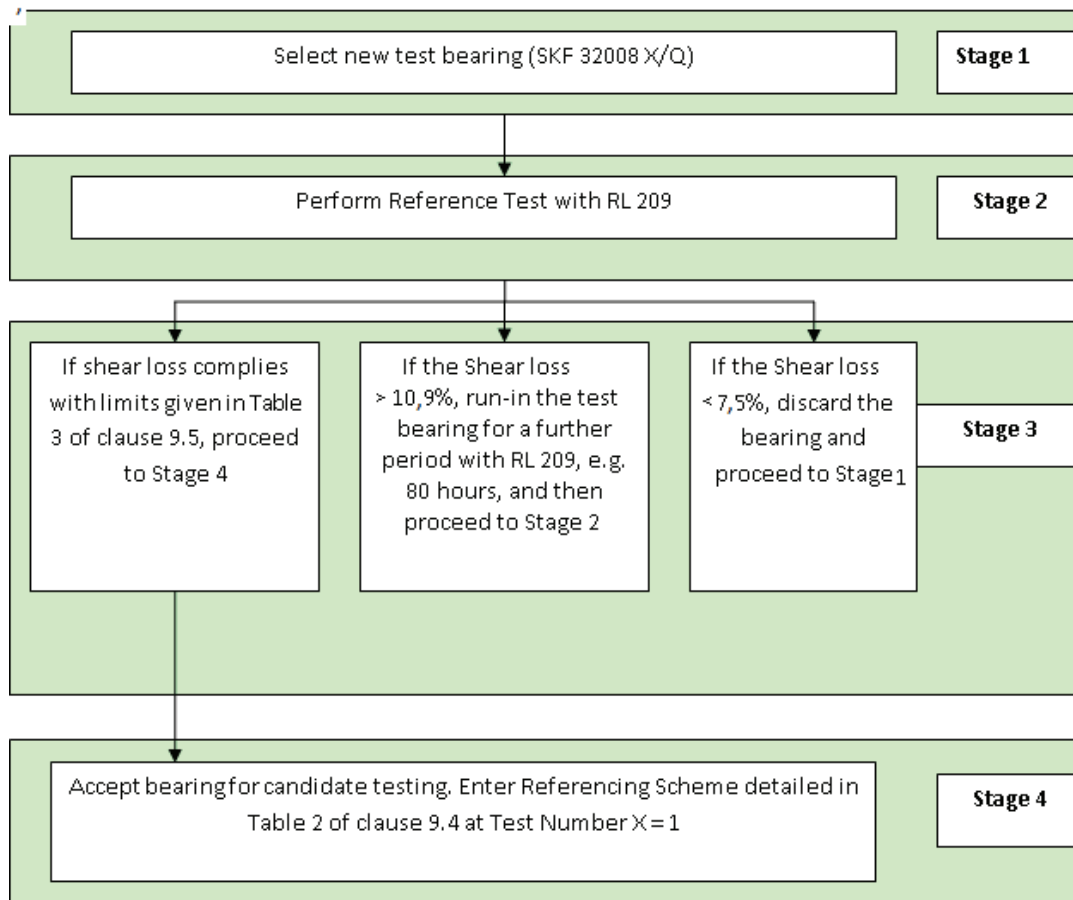 ,
Select new test bearing (SKF 32008 X/Q)
Stage 1
Perform Reference Test with RL 209
Stage 2
If shear loss complies
with limits given in Table
3 of clause 9.5, proceed
to Stage 4
If the Shear loss
> 10,9%, run-in the test
bearing for a further
period with RL 209, e.g.
80 hours, and then
proceed to Stage 2
If the Shear loss
< 7,5%, discard the
bearing and
proceed to Stage 1
Stage 3
Accept bearing for candidate testing. Enter Referencing Scheme detailed in
Table 2 of clause 9.4 at Test Number X = 1
Stage 4